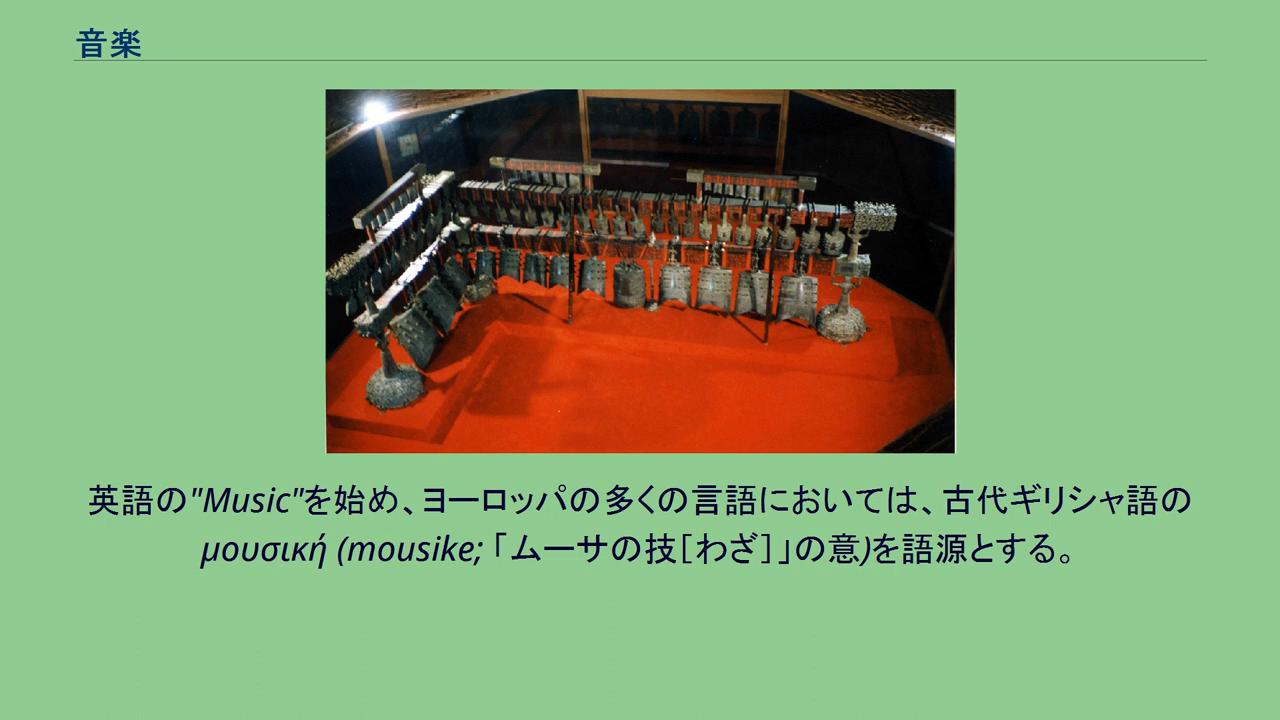 音楽
英語の"Music"を始め、ヨーロッパの多くの言語においては、古代ギリシャ語の
μουσική (mousike;「ムーサの技［わざ］」の意)を語源とする。